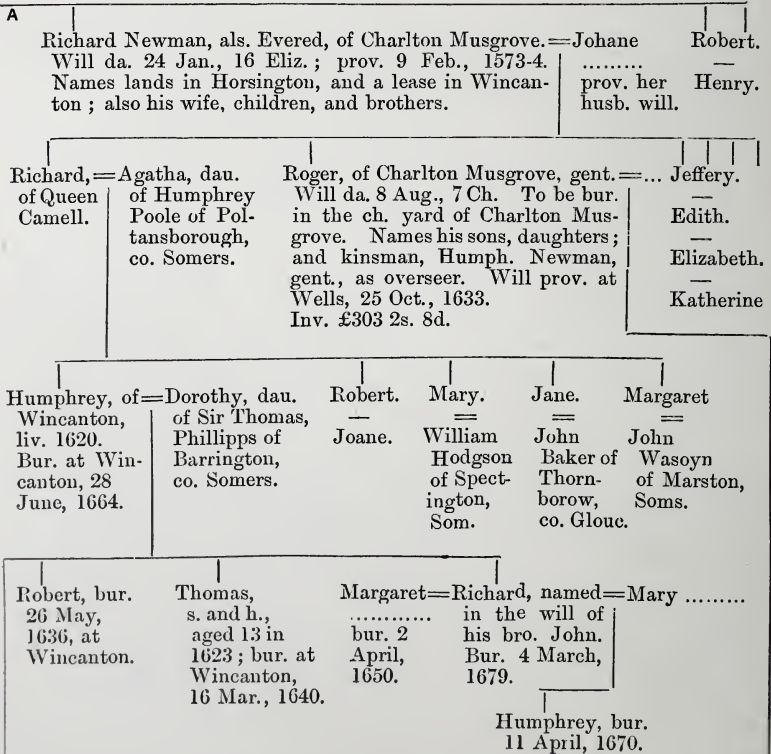 A
Richard Newman, als. Evered, of Charlton Musgrove.=Johane
Will da. 24 Jan., 16 Eliz.; prov. 9 Feb., 1573-4.
Names lands in Horsington, and a lease in Wincan-
ton; also his wife, children, and brothers.
.........
prov. her
husb. will.
Robert.
—
Henry.
Richard,=Agatha, dau.
of Queen
Camell.
of Humphrey
Poole of Pol-
tansborough,
co. Somers.
Roger, of Charlton Musgrove, gent.=...
Will da. 8 Aug., 7 Ch. To be bur.
in the ch. yard of Charlton Mus-
grove. Names his sons, daughters;
and kinsman, Humph. Newman,
gent., as overseer. Will prov. at
Wells, 25 Oct., 1633.
Inv. £303 2s. 8d.
Jeffery.
—
Edith.
—
Elizabeth.
—
Katherine
Humphrey, of=Dorothy, dau.
Wincanton,
liv. 1620.
Bur. at Win-
canton, 28
June, 1664.
of Sir Thomas,
Phillipps of
Barrington,
co. Somers.
Robert.
—
Joane.
Mary.
=
William
Hodgson
of Spect-
ington,
Som.
Jane.
=
John
Baker of
Thorn-
borow,
co. Glouc.
Margaret
=
John
Wasoyn
of Marston,
Soms.
Robert, bur.
26 May,
1636, at
Wincanton.
Thomas,
s. and h.,
aged 13 in
1623; bur. at
Wincanton,
16 Mar., 1640.
Margaret=Richard, named=Mary .........
............
bur. 2
April,
1650.
in the will of
his bro. John.
Bur. 4 March,
1679.
Humphrey, bur.
11 April, 1670.